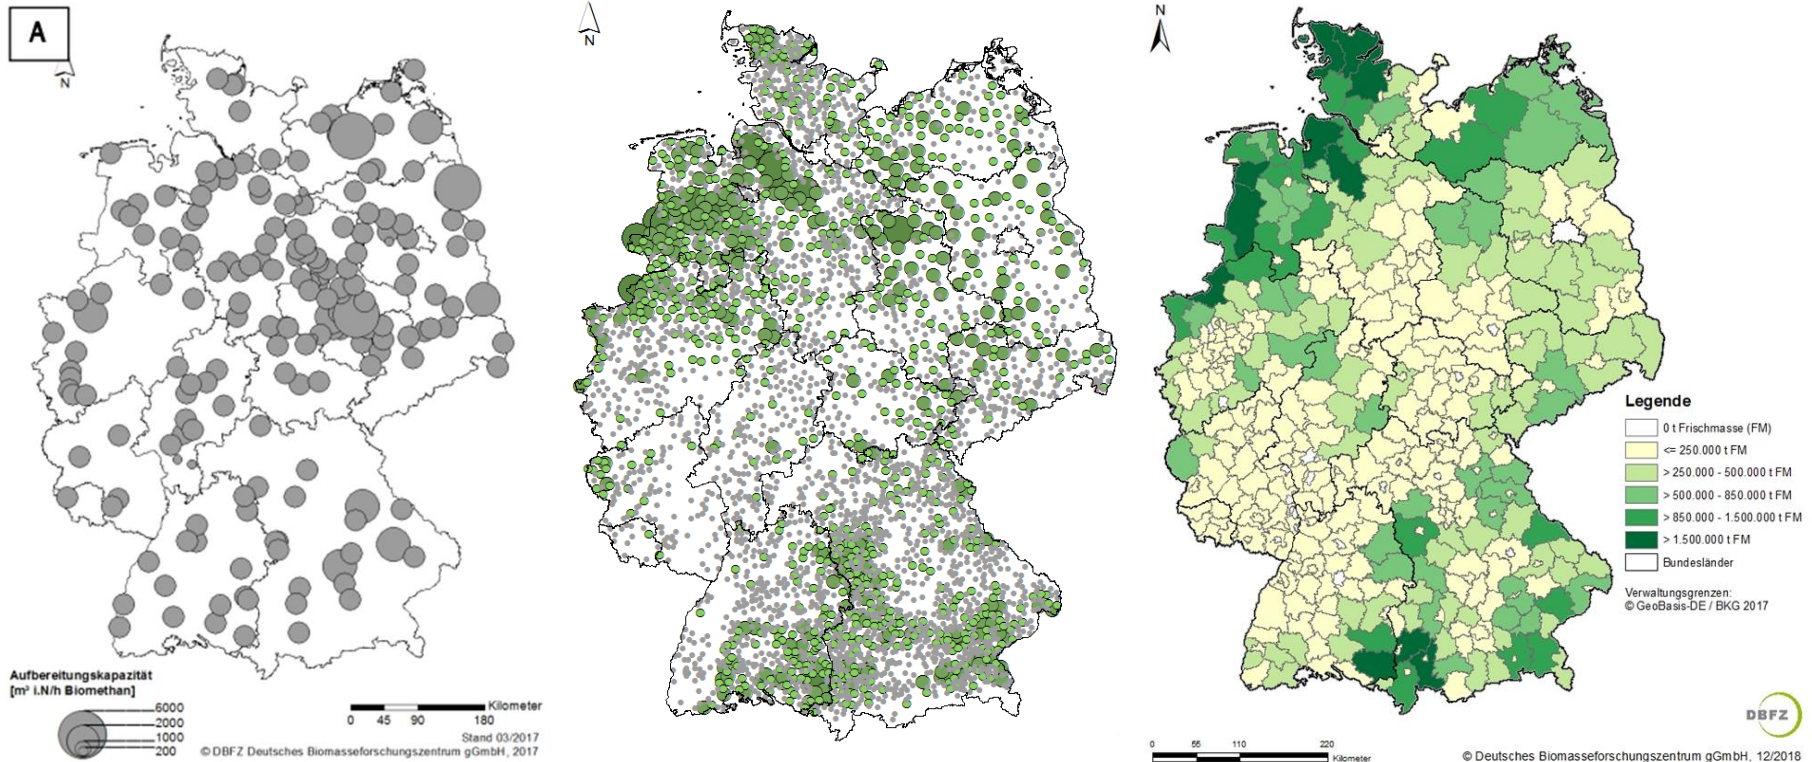 A
N
Aufbereitungskapazität
[m³ i.N/h Biomethan]
6000
2000
1000
200
0 45 90 180
Kilometer
Stand 03/2017
© DBFZ Deutsches Biomasseforschungszentrum gGmbH, 2017
N
N
Legende
0 t Frischmasse (FM)
<= 250.000 t FM
> 250.000 - 500.000 t FM
> 500.000 - 850.000 t FM
> 850.000 - 1.500.000 t FM
> 1.500.000 t FM
Bundesländer
Verwaltungsgrenzen:
© GeoBasis-DE / BKG 2017
DBFZ
0 55 110 220
Kilometer
© Deutsches Biomasseforschungszentrum gGmbH, 12/2018